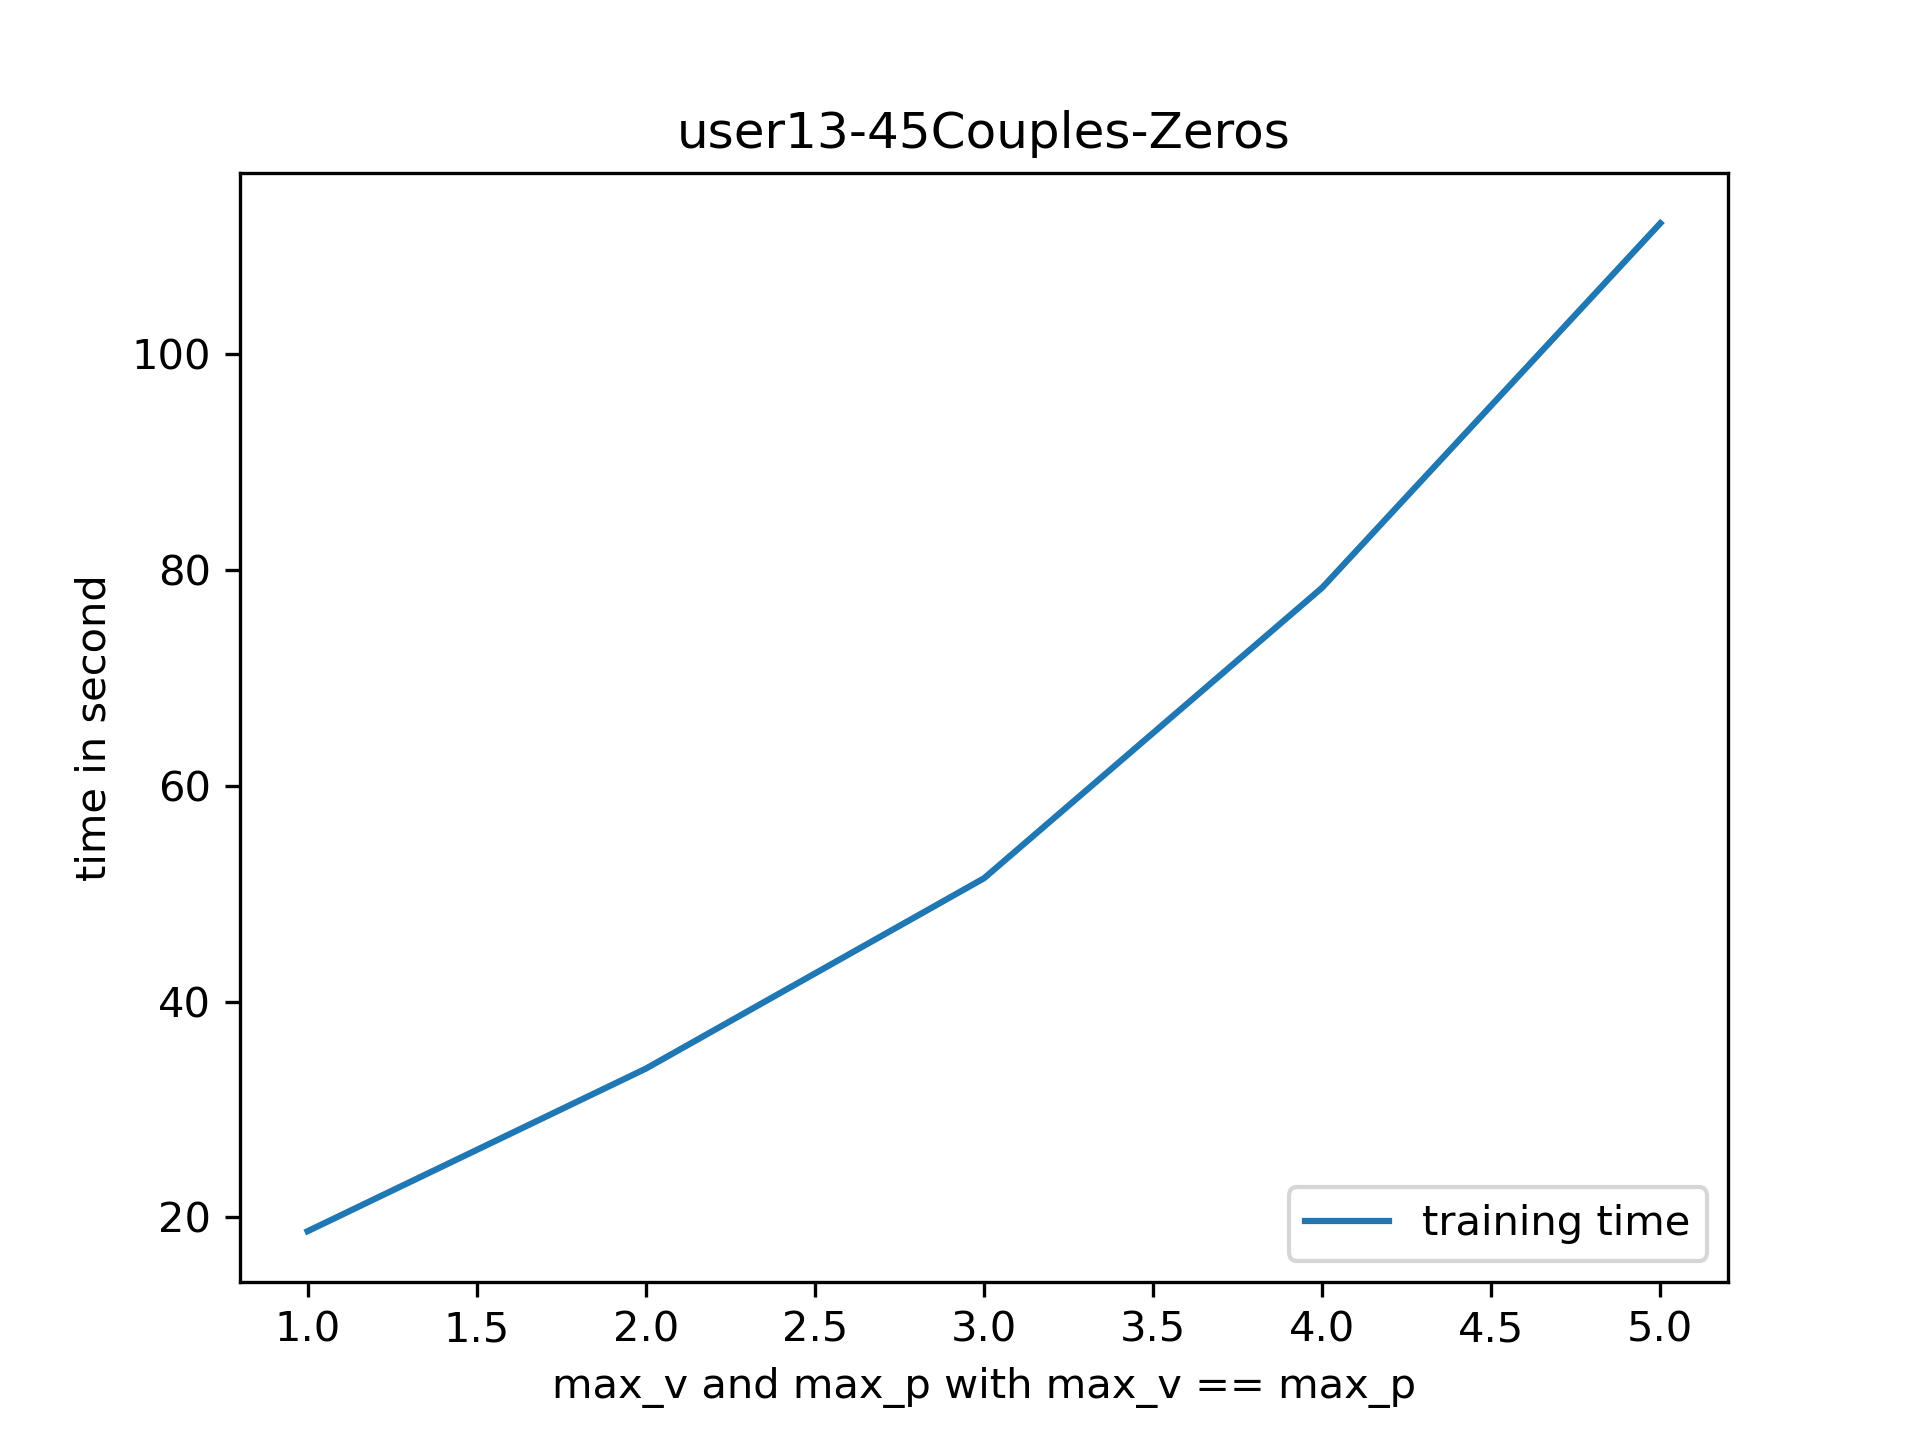 user13-45Couples-Zeros
100
80
60
40
20
time in second
training time
1.0 1.5 2.0 2.5 3.0 3.5 4.0 4.5 5.0
max_v and max_p with max_v == max_p